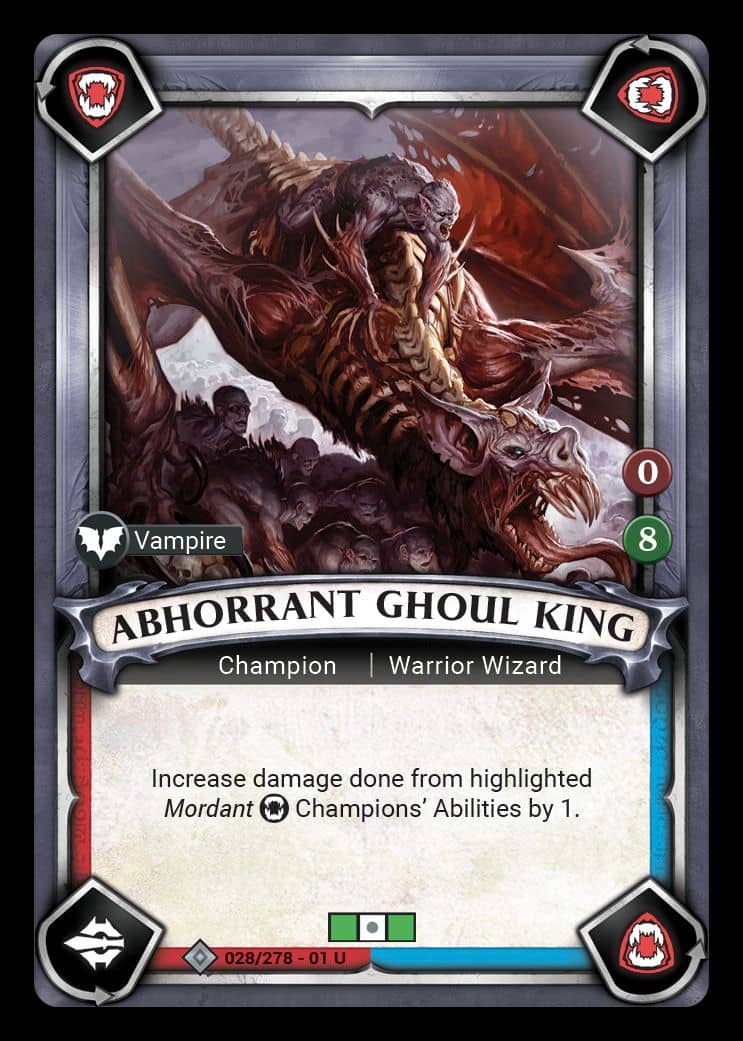 0
8
Vampire
ABHORRANT GHOUL KING
Champion | Warrior Wizard
Increase damage done from highlighted
Mordant Champions’ Abilities by 1.
028/278 - 01 U